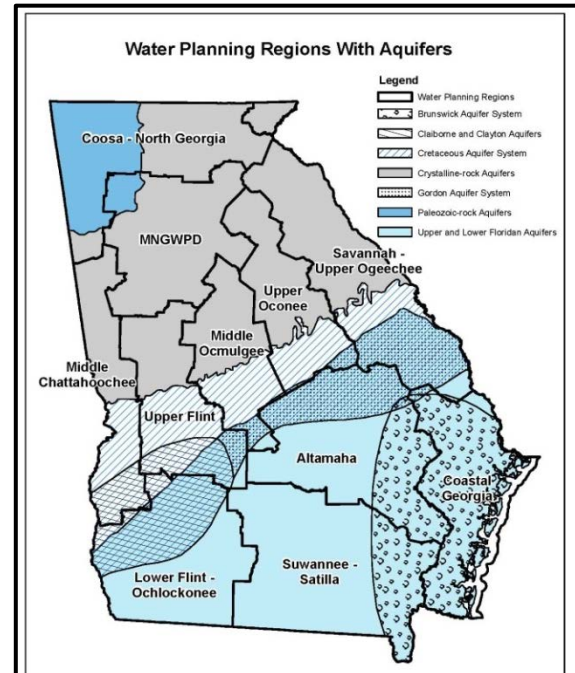 Water Planning Regions With Aquifers
Legend
Water Planning Regions
Brunswick Aquifer System
Claiborne and Clayton Aquifers
Cretaceous Aquifer System
Crystalline-rock Aquifers
Gordon Aquifer System
Paleozoic-rock Aquifers
Upper and Lower Floridan Aquifers
Coosa - North Georgia
MNGWPD
Savannah -
Upper Ogeechee
Upper
Oconee
Middle
Ocmulgee
Middle
Chattahoochee
Upper Flint
Altamaha
Coastal
Georgia
Lower Flint -
Ochlockonee
Suwannee -
Satilla